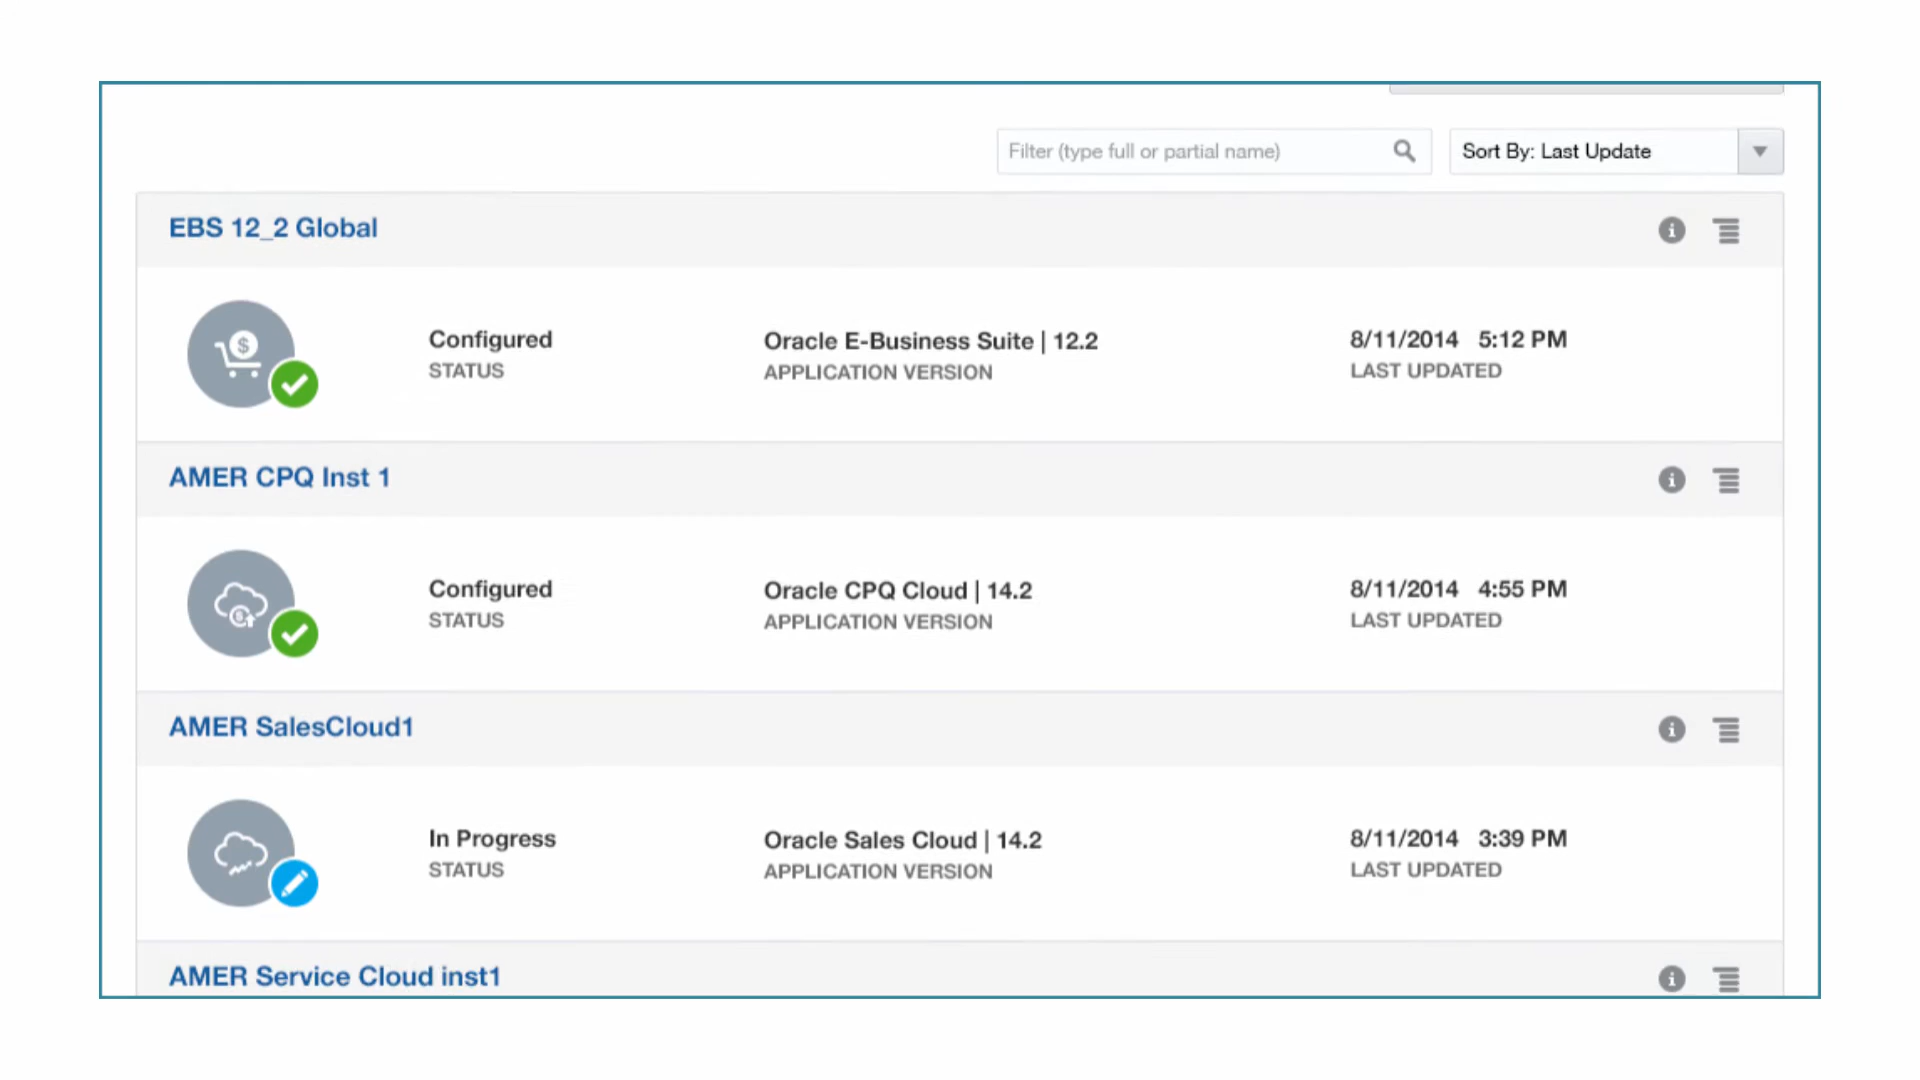 Filter (type full or partial name)
Sort By: Last Update
EBS 12_2 Global
Configured
STATUS
Oracle E-Business Suite | 12.2
APPLICATION VERSION
8/11/2014 5:12 PM
LAST UPDATED
AMER CPQ Inst 1
Configured
STATUS
Oracle CPQ Cloud | 14.2
APPLICATION VERSION
8/11/2014 4:55 PM
LAST UPDATED
AMER SalesCloud1
In Progress
STATUS
Oracle Sales Cloud | 14.2
APPLICATION VERSION
8/11/2014 3:39 PM
LAST UPDATED
AMER Service Cloud inst1